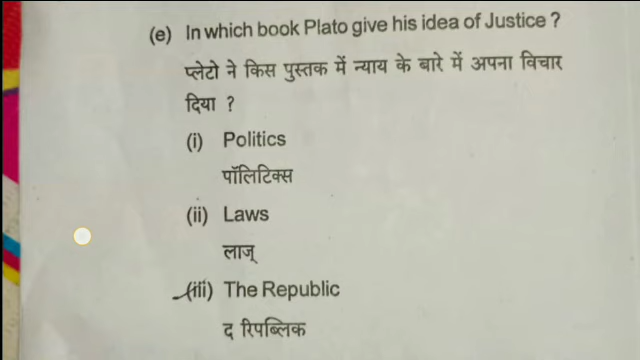 (e) In which book Plato give his idea of Justice ?
प्लेटो ने किस पुस्तक में न्याय के बारे में अपना विचार
दिया ?
(i) Politics
पॉलिटिक्स
(ii) Laws
लाज्
(iii) The Republic
द रिपब्लिक